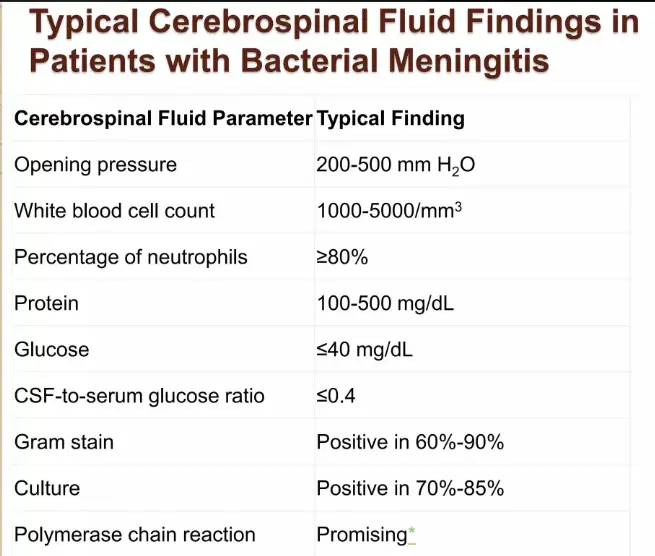 Typical Cerebrospinal Fluid Findings in
Patients with Bacterial Meningitis
Cerebrospinal Fluid Parameter Typical Finding
Opening pressure 200-500 mm H₂O
White blood cell count 1000-5000/mm³
Percentage of neutrophils ≥80%
Protein 100-500 mg/dL
Glucose ≤40 mg/dL
CSF-to-serum glucose ratio ≤0.4
Gram stain Positive in 60%-90%
Culture Positive in 70%-85%
Polymerase chain reaction Promising*